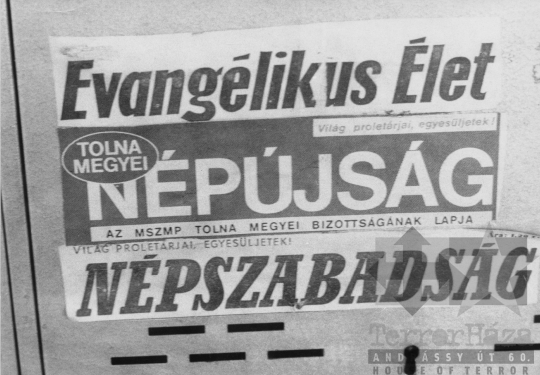 Evangélikus Élet
Világ proletárjai, egyesüljetek!
TOLNA
MEGYEI
NÉPÚJSÁG
AZ MSZMP TOLNA MEGYEI BIZOTTSÁGÁNAK LAPJA
VILÁG PROLETÁRJAI, EGYESÜLJETEK!
NÉPSZABADSÁG
TerrorHáza
ANDRÁSSY ÚT 60.
HOUSE OF TERROR